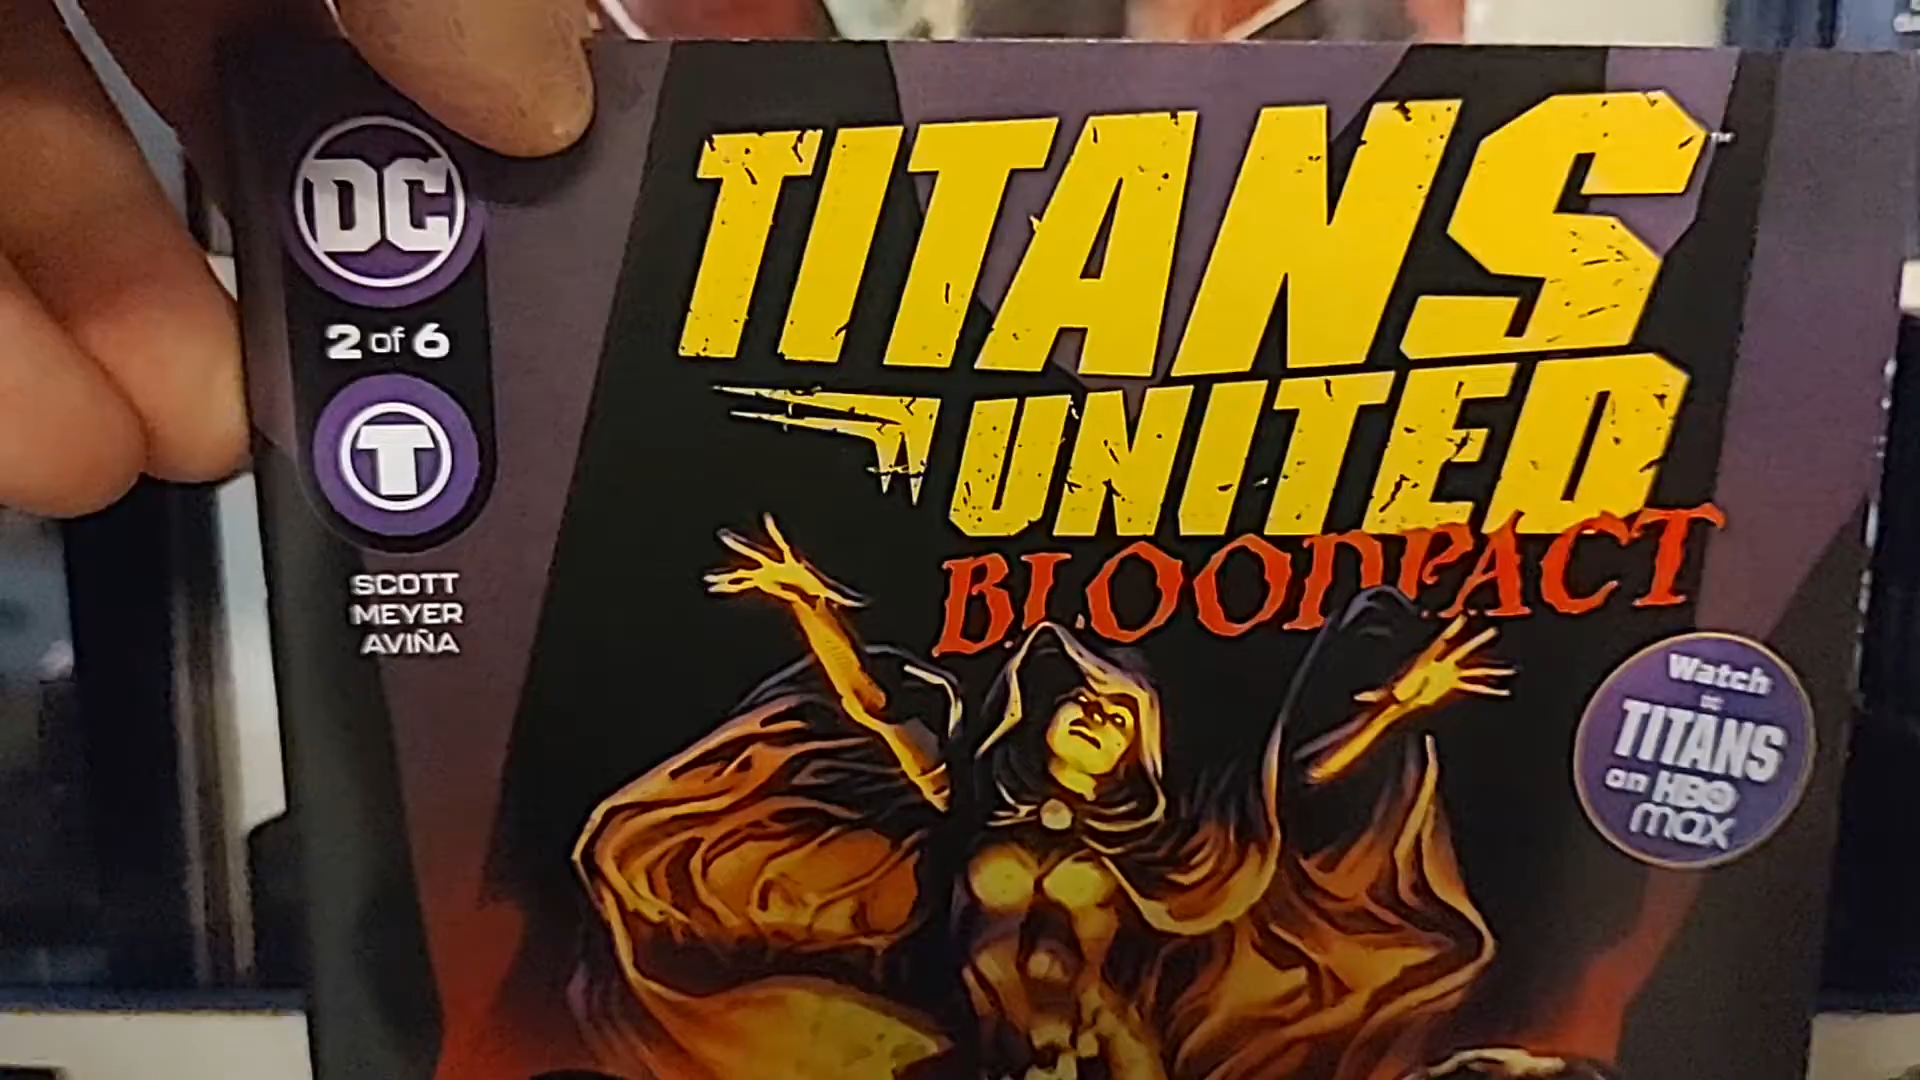 DC
2 of 6
T
SCOTT
MEYER
AVIÑA
TITANS
UNITED
BLOODPACT
Watch
TITANS
on HBO
max